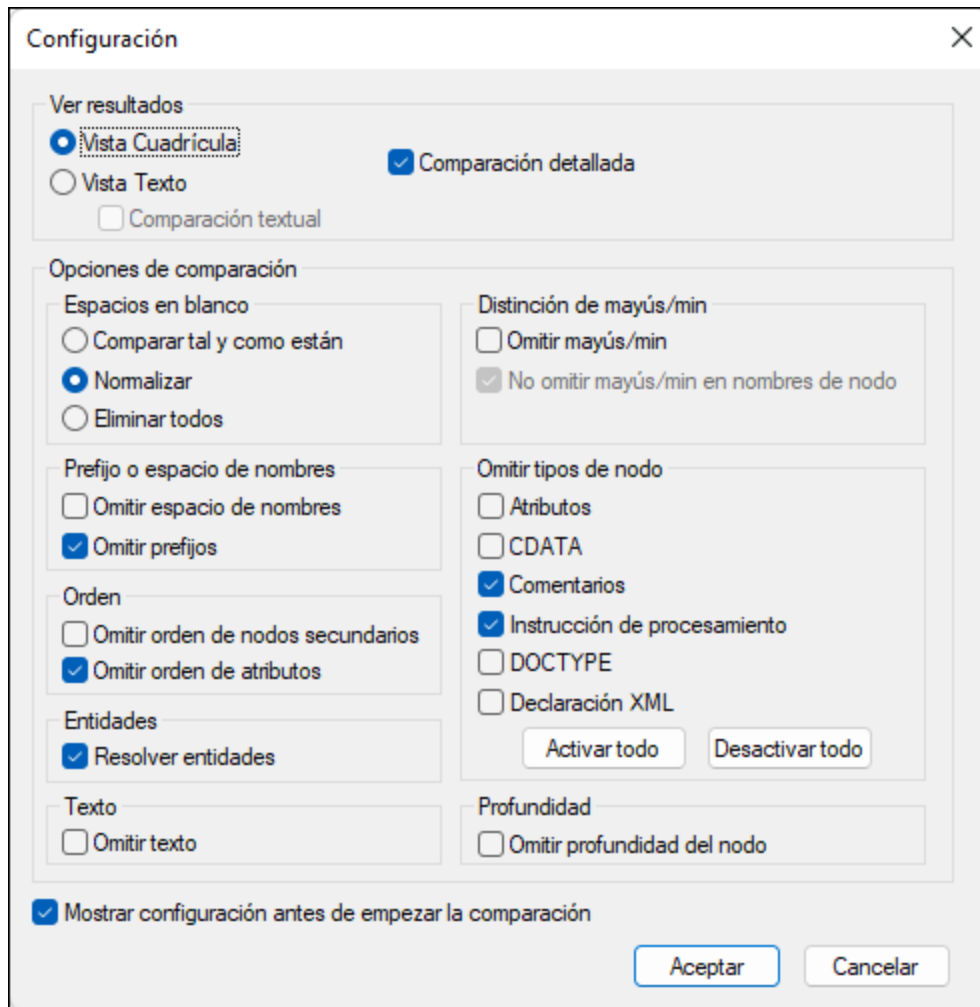 Configuración
Ver resultados
Vista Cuadrícula
Comparación detallada
Vista Texto
Comparación textual
Opciones de comparación
Espacios en blanco
Comparar tal y como están
Normalizar
Eliminar todos
Distinción de mayús/min
Omitir mayús/min
No omitir mayús/min en nombres de nodo
Prefijo o espacio de nombres
Omitir espacio de nombres
Omitir prefijos
Orden
Omitir orden de nodos secundarios
Omitir orden de atributos
Entidades
Resolver entidades
Texto
Omitir texto
Omitir tipos de nodo
Atributos
CDATA
Comentarios
Instrucción de procesamiento
DOCTYPE
Declaración XML
Activar todo
Desactivar todo
Profundidad
Omitir profundidad del nodo
Mostrar configuración antes de empezar la comparación
Aceptar
Cancelar